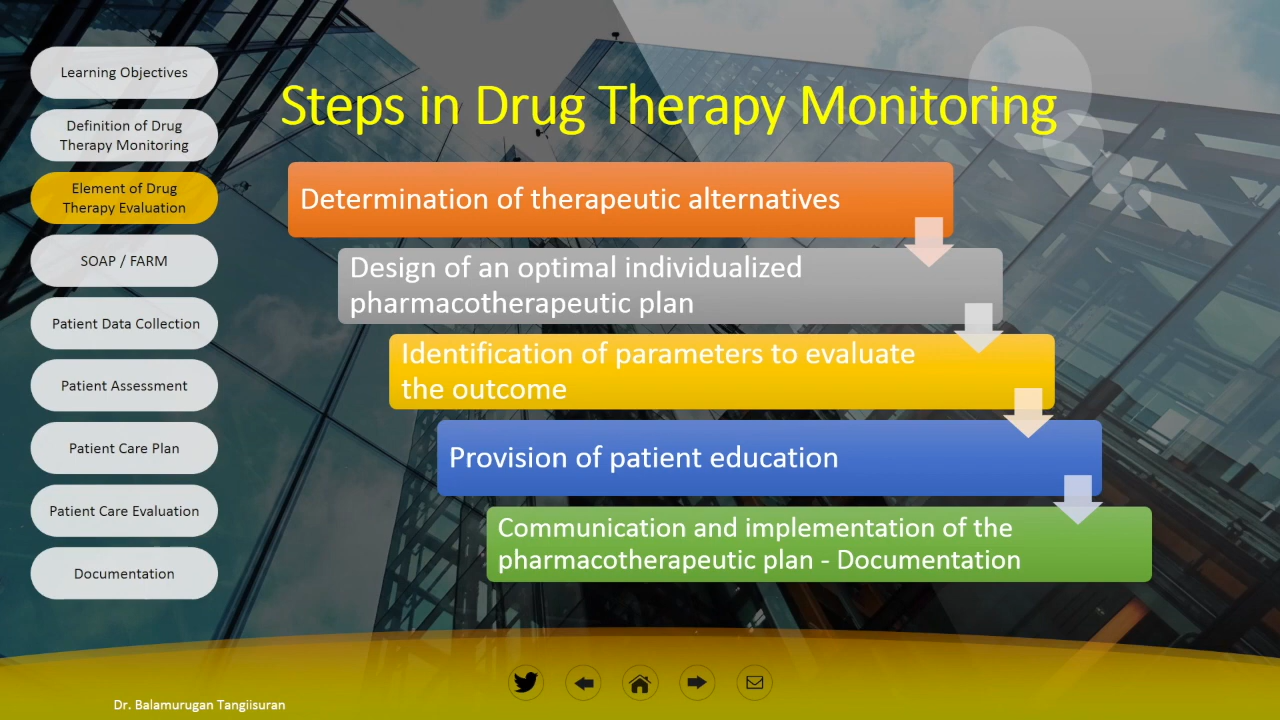 Learning Objectives
Definition of Drug
Therapy Monitoring
Element of Drug
Therapy Evaluation
SOAP / FARM
Patient Data Collection
Patient Assessment
Patient Care Plan
Patient Care Evaluation
Documentation
Steps in Drug Therapy Monitoring
Determination of therapeutic alternatives
Design of an optimal individualized
pharmacotherapeutic plan
Identification of parameters to evaluate
the outcome
Provision of patient education
Communication and implementation of the
pharmacotherapeutic plan - Documentation
Dr. Balamurugan Tangiisuran